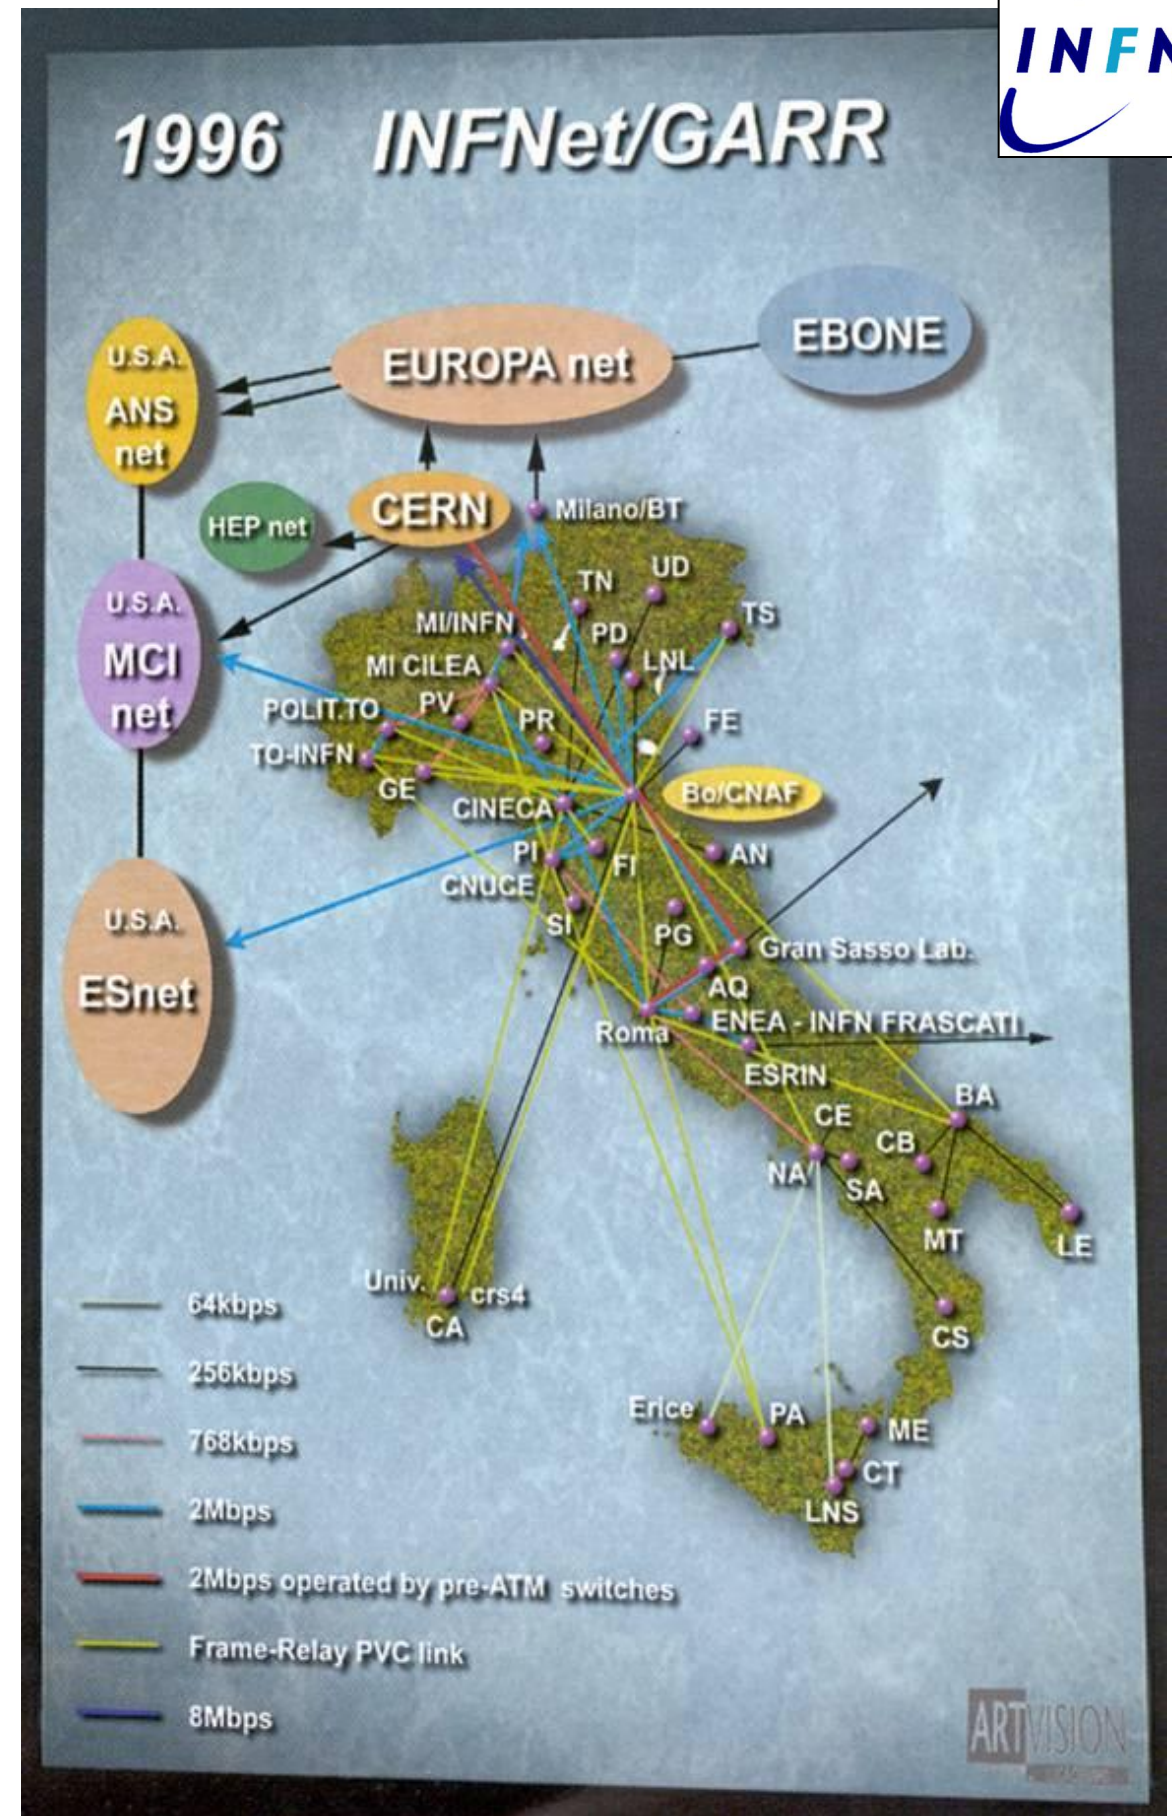 INFN
1996 INFNet/GARR
EBONE
U.S.A.
ANS
net
EUROPA net
CERN
HEP net
Milano/BT
TN
UD
TS
U.S.A.
MCI
net
MI/INFN
PD
MI CILEA
LNL
POLIT.TO
PV
PR
FE
TO-INFN
GE
CINECA
Bo/CNAF
PI
FI
AN
CNUCE
U.S.A.
ESnet
SI
PG
Gran Sasso Lab.
AQ
Roma
ENEA - INFN FRASCATI
ESRIN
CE
BA
CB
NA
SA
MT
LE
Univ.
crs4
CA
CS
Erice
PA
ME
CT
LNS
64kbps
256kbps
768kbps
2Mbps
2Mbps operated by pre-ATM switches
Frame-Relay PVC link
8Mbps
ARTVISION